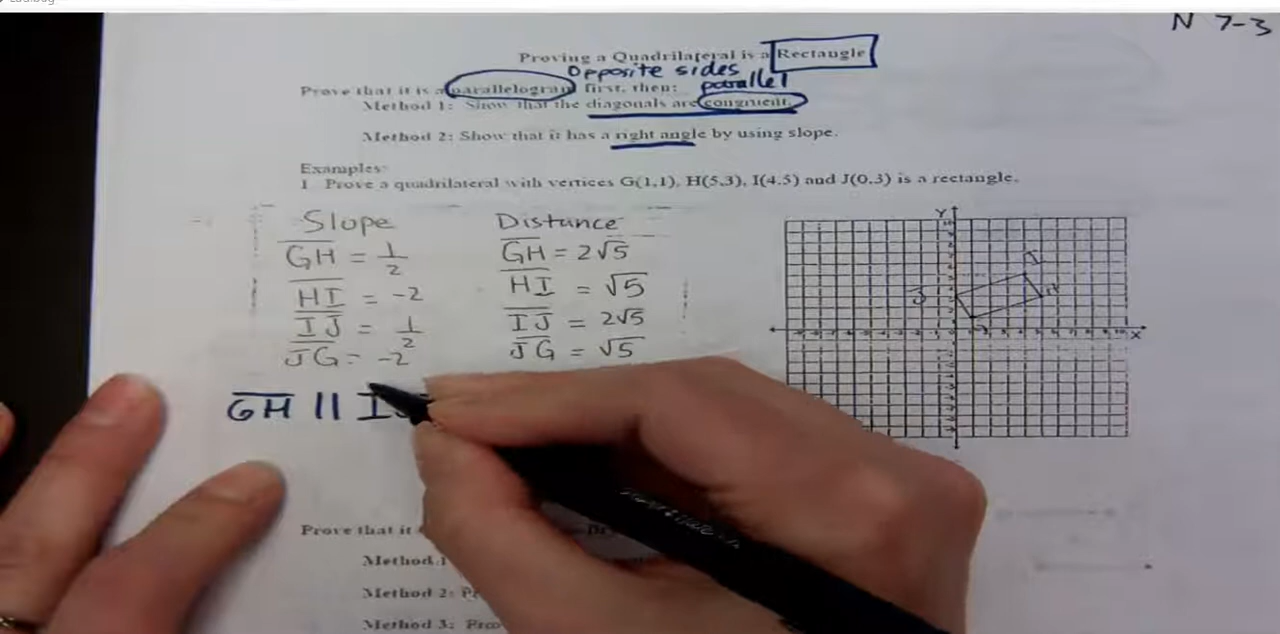 N 7-3
Proving a Quadrilateral is a Rectangle
Opposite sides
parallel
Prove that it is a parallelogram first, then:
Method 1: Show that the diagonals are congruent.
Method 2: Show that it has a right angle by using slope.
Examples:
1 Prove a quadrilateral with vertices G(1,1), H(5,3), I(4,5) and J(0,3) is a rectangle.
Slope
GH = 1/2
HI = -2
IJ = 1/2
JG = -2
Distance
GH = 2√5
HI = √5
IJ = 2√5
JG = √5
Y
J
X
GH || I
Prove that it
Method 1
Method 2:
Method 3: